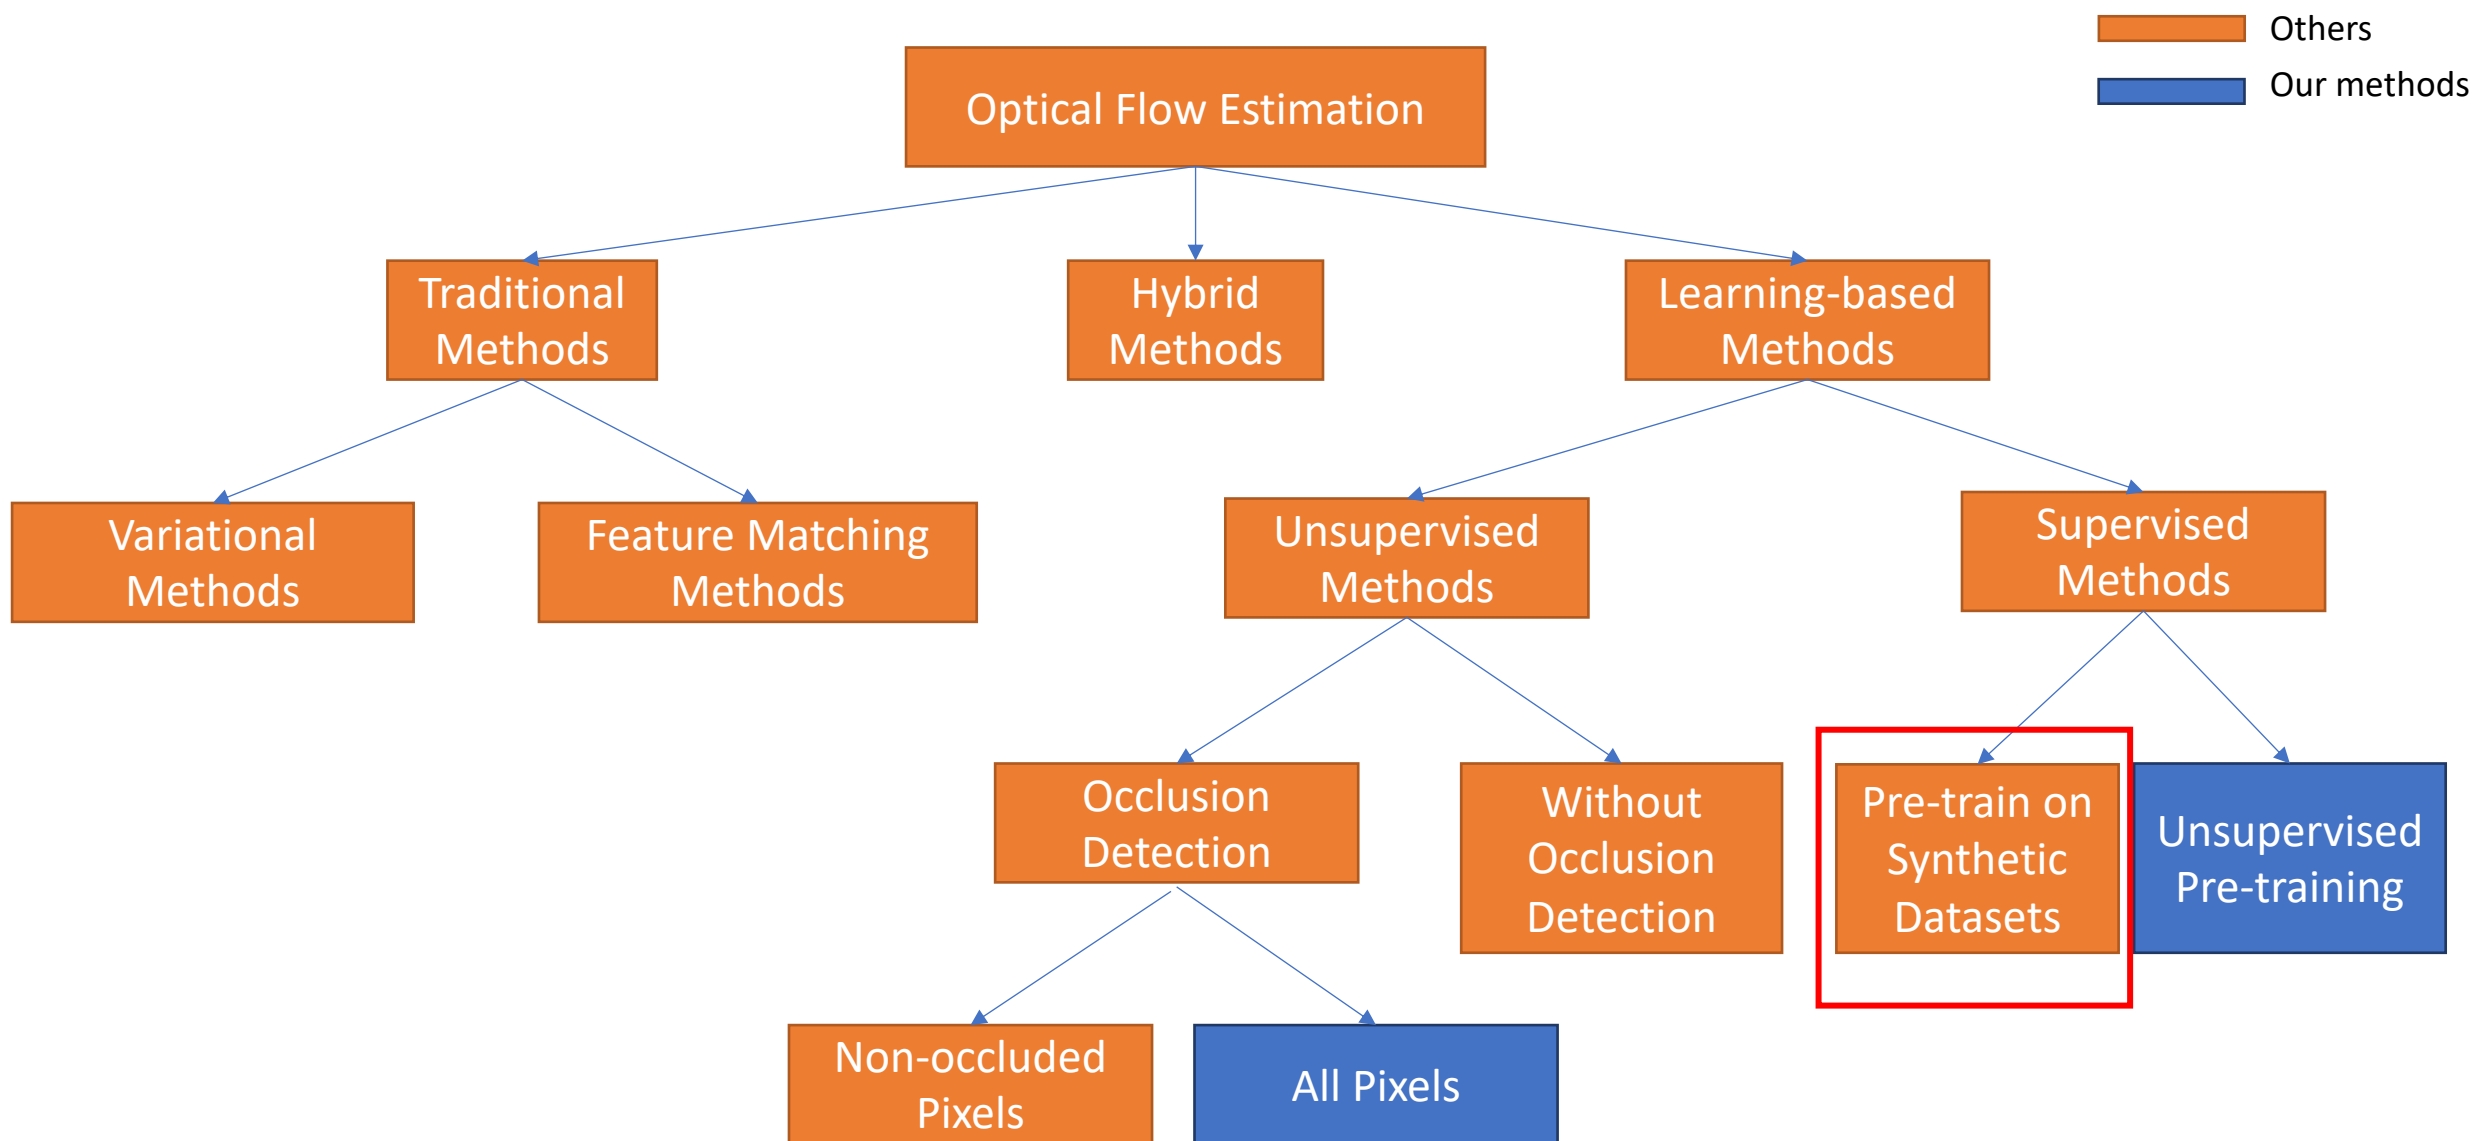 Others
Our methods
Optical Flow Estimation
Traditional
Methods
Hybrid
Methods
Learning-based
Methods
Variational
Methods
Feature Matching
Methods
Unsupervised
Methods
Supervised
Methods
Occlusion
Detection
Without
Occlusion
Detection
Pre-train on
Synthetic
Datasets
Unsupervised
Pre-training
Non-occluded
Pixels
All Pixels